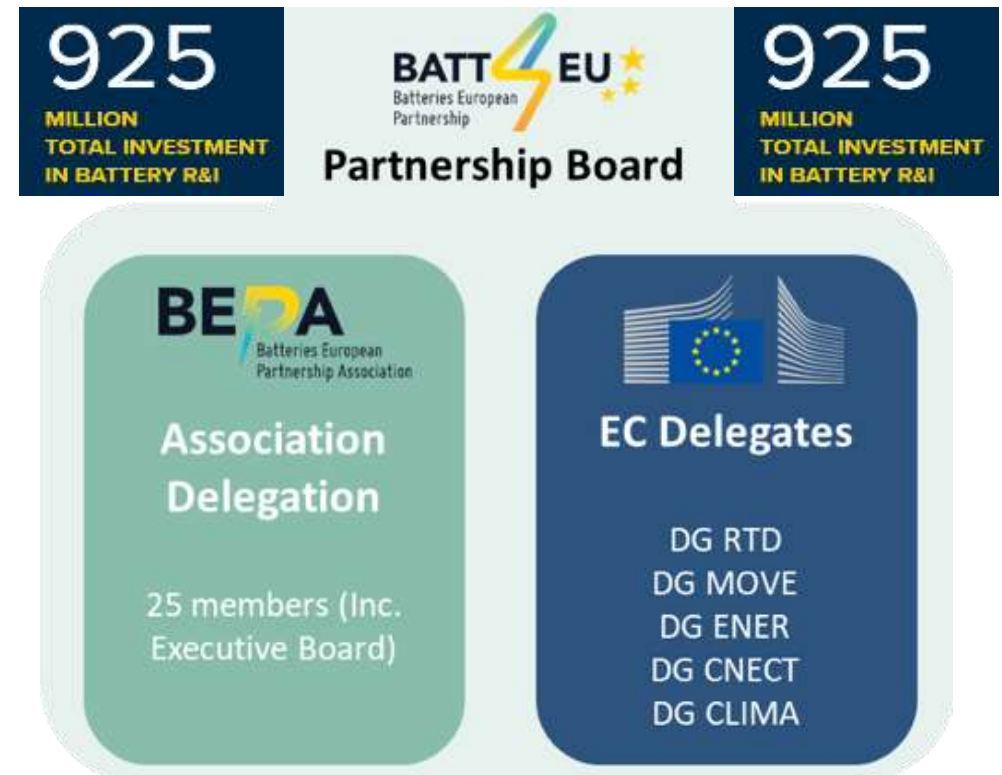 925
MILLION
TOTAL INVESTMENT
IN BATTERY R&I
BATT4EU
Batteries European
Partnership
Partnership Board
925
MILLION
TOTAL INVESTMENT
IN BATTERY R&I
BEPA
Batteries European
Partnership Association
Association
Delegation
25 members (Inc.
Executive Board)
EC Delegates
DG RTD
DG MOVE
DG ENER
DG CNECT
DG CLIMA